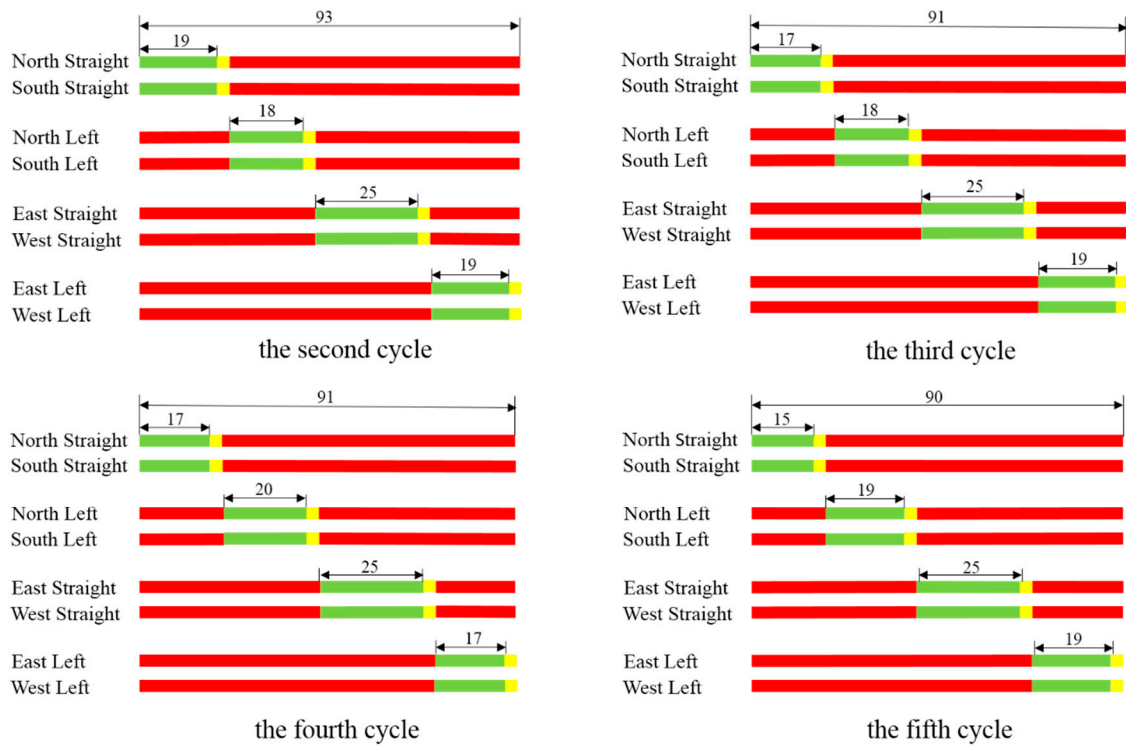 93
19
North Straight
South Straight
18
North Left
South Left
25
East Straight
West Straight
19
East Left
West Left
the second cycle
91
17
North Straight
South Straight
18
North Left
South Left
25
East Straight
West Straight
19
East Left
West Left
the third cycle
91
17
North Straight
South Straight
20
North Left
South Left
25
East Straight
West Straight
17
East Left
West Left
the fourth cycle
90
15
North Straight
South Straight
19
North Left
South Left
25
East Straight
West Straight
19
East Left
West Left
the fifth cycle